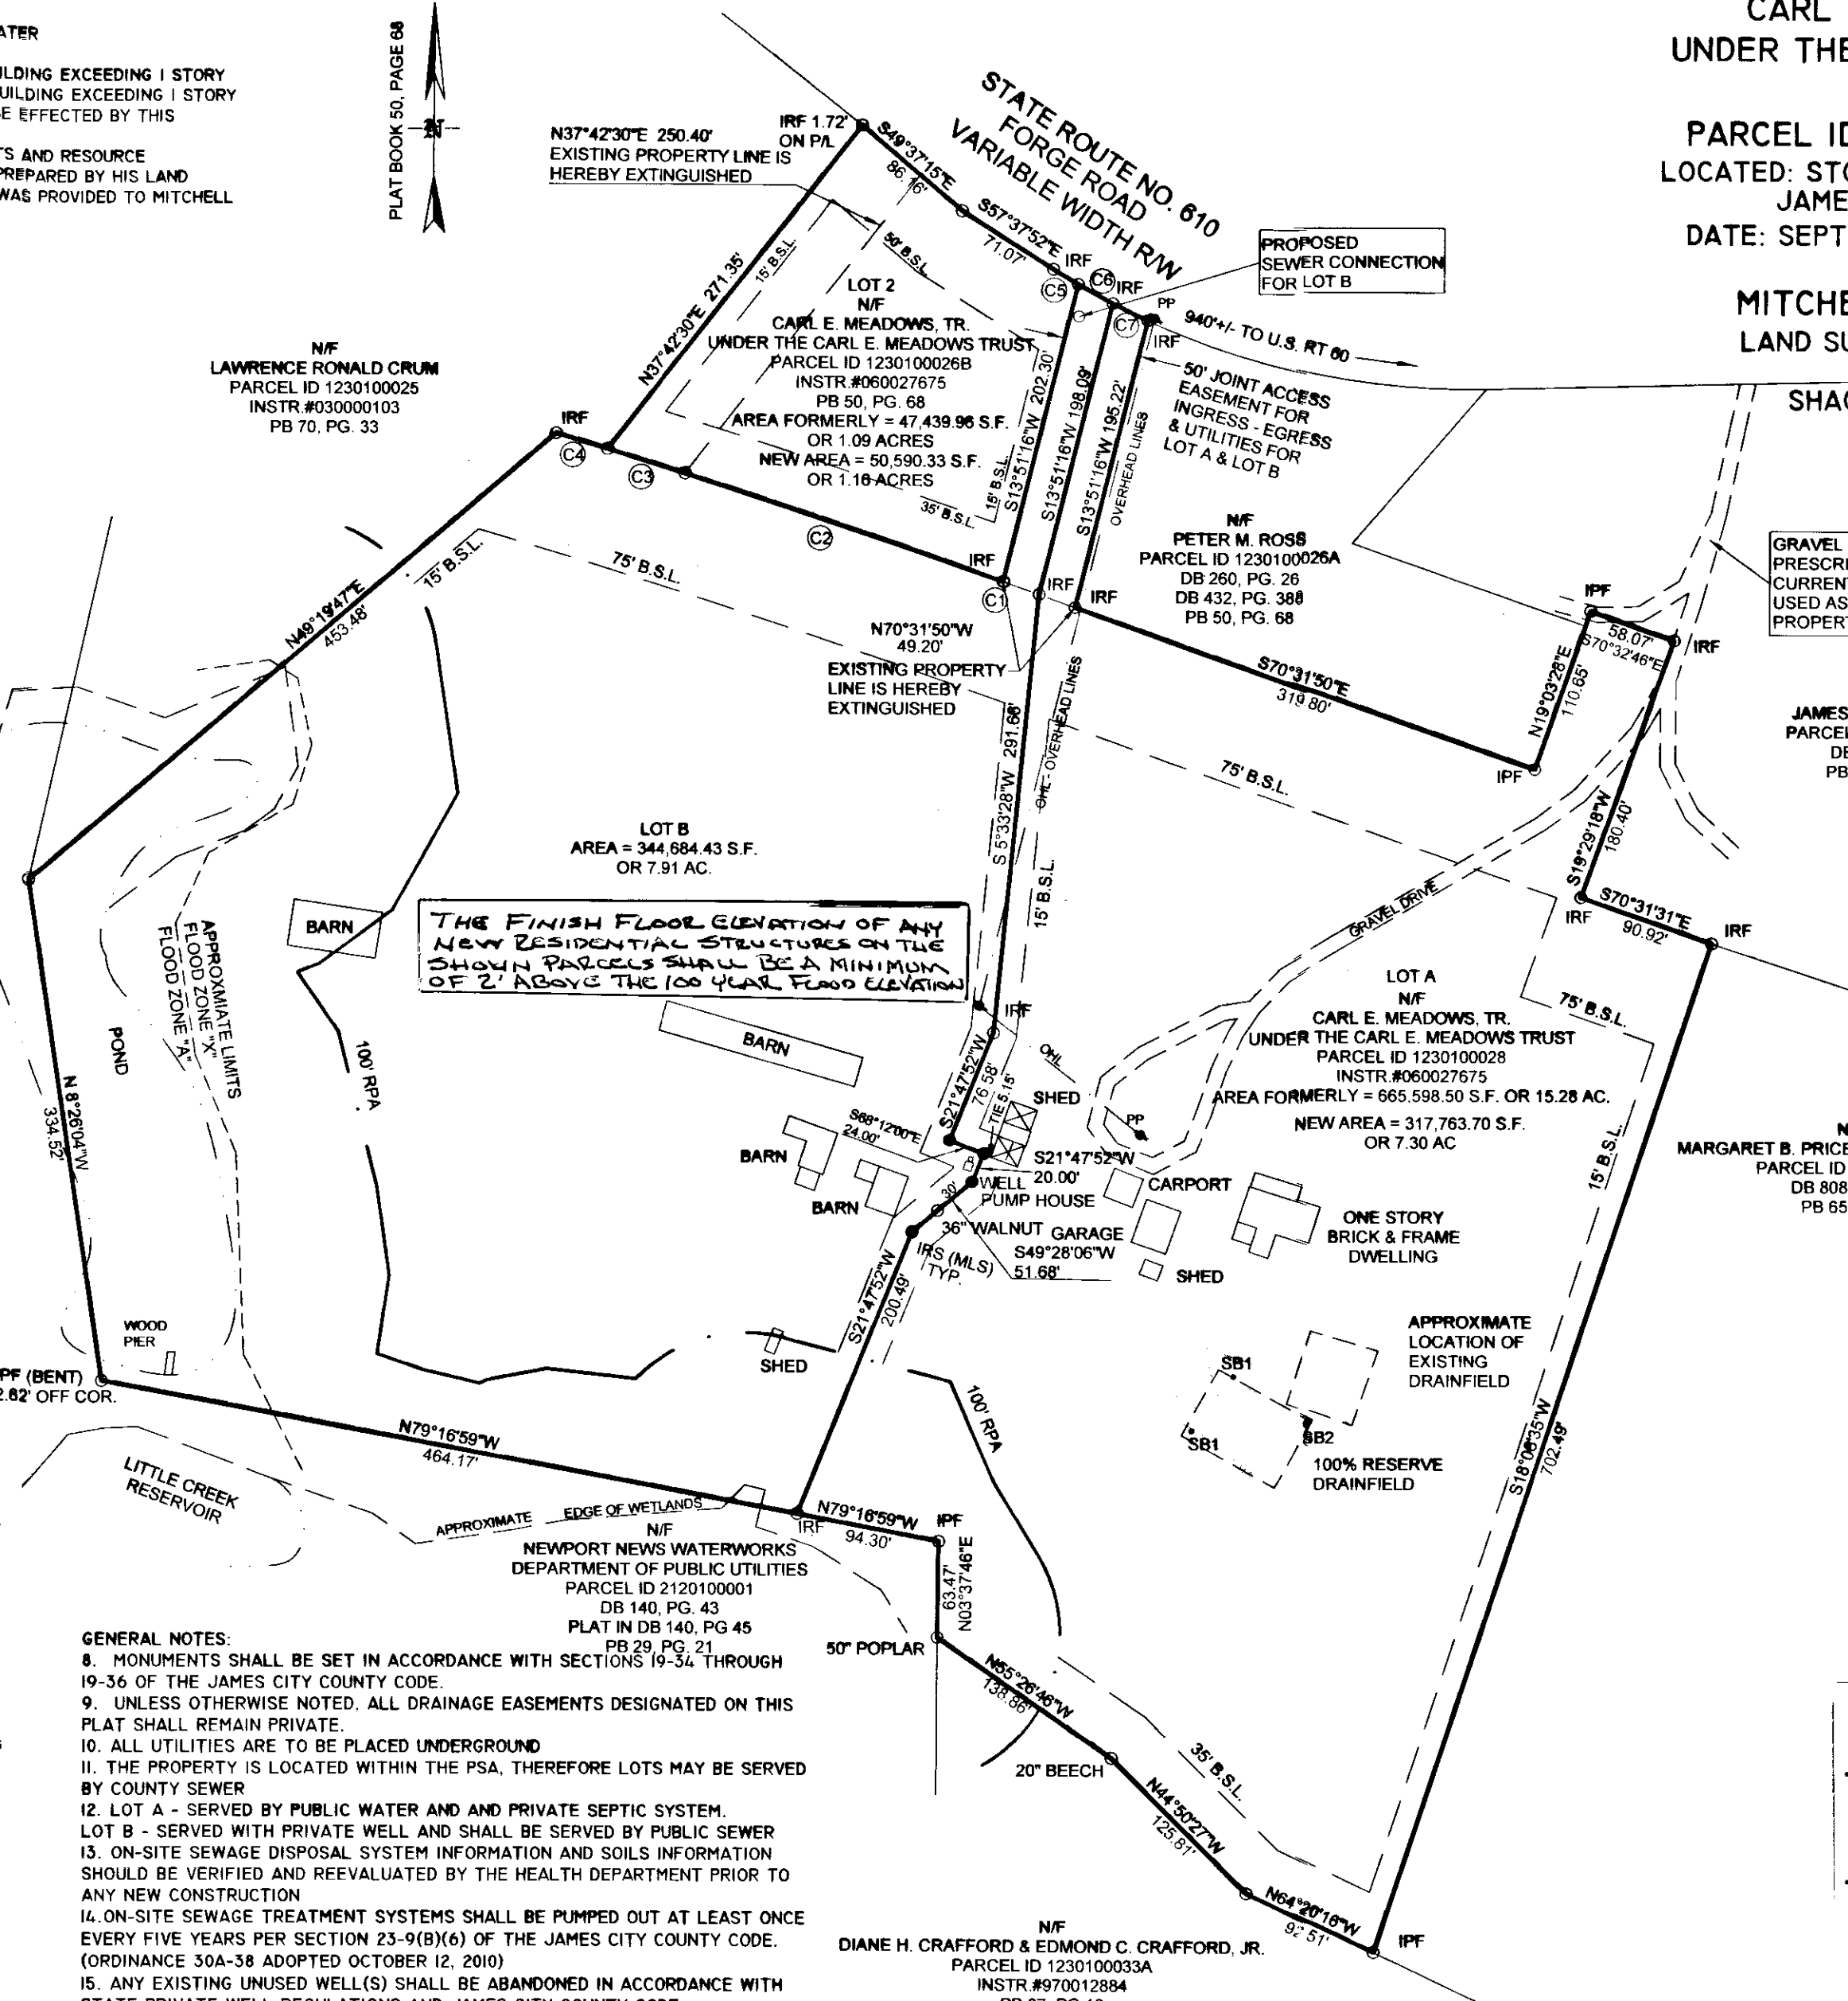 ATER
ILDING EXCEEDING 1 STORY
UILDING EXCEEDING 1 STORY
E EFFECTED BY THIS
TS AND RESOURCE
PREPARED BY HIS LAND
WAS PROVIDED TO MITCHELL
PLAT BOOK 50, PAGE 68
N
CARL
UNDER THE
PARCEL ID
LOCATED: STO
JAME
DATE: SEPT
MITCHE
LAND SU
SHAC
N37°42'30"E 250.40'
EXISTING PROPERTY LINE IS
HEREBY EXTINGUISHED
IRF 1.72'
ON P/L
S49°37'15"E
86.16'
S57°37'52"E
71.07'
STATE ROUTE NO. 610
FORGE ROAD
VARIABLE WIDTH R/W
IRF
C5
C6
IRF
C7
PP
IRF
PROPOSED
SEWER CONNECTION
FOR LOT B
940'+/- TO U.S. RT 60
50' JOINT ACCESS
EASEMENT FOR
INGRESS - EGRESS
& UTILITIES FOR
LOT A & LOT B
N37°42'30"E 271.35'
15' B.S.L.
50' B.S.L.
LOT 2
N/F
CARL E. MEADOWS, TR.
UNDER THE CARL E. MEADOWS TRUST
PARCEL ID 1230100026B
INSTR.#060027675
PB 50, PG. 68
AREA FORMERLY = 47,439.96 S.F.
OR 1.09 ACRES
NEW AREA = 50,590.33 S.F.
OR 1.16 ACRES
35' B.S.L.
15' B.S.L.
S13°51'16"W 202.30'
S13°51'16"W 198.09'
S13°51'16"W 195.22'
OVERHEAD LINES
N/F
LAWRENCE RONALD CRUM
PARCEL ID 1230100025
INSTR.#030000103
PB 70, PG. 33
IRF
C4
C3
C2
IRF
C1
IRF
IRF
N/F
PETER M. ROSS
PARCEL ID 1230100026A
DB 260, PG. 26
DB 432, PG. 388
PB 50, PG. 68
GRAVEL
PRESCRI
CURRENT
USED AS
PROPERT
IPF
58.07'
S70°32'46"E
IRF
N19°03'28"E
110.65'
S70°31'50"E
319.80'
IPF
JAMES
PARCEL
DB
PB
N49°19'47"E
453.48'
15' B.S.L.
75' B.S.L.
N70°31'50"W
49.20'
EXISTING PROPERTY
LINE IS HEREBY
EXTINGUISHED
S 5°33'28"W 291.66'
OHL - OVERHEAD LINES
75' B.S.L.
15' B.S.L.
S19°29'18"W
180.40'
IRF
S70°31'31"E
90.92'
IRF
GRAVEL DRIVE
LOT B
AREA = 344,684.43 S.F.
OR 7.91 AC.
BARN
THE FINISH FLOOR ELEVATION OF ANY
NEW RESIDENTIAL STRUCTURES ON THE
SHOWN PARCELS SHALL BE A MINIMUM
OF 2' ABOVE THE 100 YEAR FLOOD ELEVATION
APPROXIMATE LIMITS
FLOOD ZONE "X"
FLOOD ZONE "A"
POND
100' RPA
N 8°26'04"W
334.52'
BARN
IRF
S21°47'52"W
76.58'
TIE 5.15'
OHL
SHED
PP
LOT A
N/F
CARL E. MEADOWS, TR.
UNDER THE CARL E. MEADOWS TRUST
PARCEL ID 1230100028
INSTR.#060027675
AREA FORMERLY = 665,598.50 S.F. OR 15.28 AC.
NEW AREA = 317,763.70 S.F.
OR 7.30 AC
75' B.S.L.
15' B.S.L.
N
MARGARET B. PRICE
PARCEL ID
DB 808
PB 65
S68°12'00"E
24.00'
BARN
BARN
S21°47'52"W
20.00'
WELL
PUMP HOUSE
30'
36" WALNUT
CARPORT
GARAGE
S49°28'06"W
51.68'
SHED
ONE STORY
BRICK & FRAME
DWELLING
IRS (MLS)
TYP.
S21°47'52"W
200.49'
WOOD
PIER
SHED
PF (BENT)
2.62' OFF COR.
APPROXIMATE
LOCATION OF
EXISTING
DRAINFIELD
SB1
SB1
SB2
100% RESERVE
DRAINFIELD
100' RPA
S18°08'35"W
702.49'
N79°16'59"W
464.17'
LITTLE CREEK
RESERVOIR
APPROXIMATE EDGE OF WETLANDS
IRF
N79°16'59"W
94.30'
IPF
63.47'
N03°37'46"E
N/F
NEWPORT NEWS WATERWORKS
DEPARTMENT OF PUBLIC UTILITIES
PARCEL ID 2120100001
DB 140, PG. 43
PLAT IN DB 140, PG 45
PB 29, PG. 21
50" POPLAR
N55°26'46"W
138.86'
20" BEECH
35' B.S.L.
N44°50'27"W
125.81'
N64°20'16"W
92.51'
IPF
GENERAL NOTES:
8. MONUMENTS SHALL BE SET IN ACCORDANCE WITH SECTIONS 19-34 THROUGH
19-36 OF THE JAMES CITY COUNTY CODE.
9. UNLESS OTHERWISE NOTED, ALL DRAINAGE EASEMENTS DESIGNATED ON THIS
PLAT SHALL REMAIN PRIVATE.
10. ALL UTILITIES ARE TO BE PLACED UNDERGROUND
11. THE PROPERTY IS LOCATED WITHIN THE PSA, THEREFORE LOTS MAY BE SERVED
BY COUNTY SEWER
12. LOT A - SERVED BY PUBLIC WATER AND AND PRIVATE SEPTIC SYSTEM.
LOT B - SERVED WITH PRIVATE WELL AND SHALL BE SERVED BY PUBLIC SEWER
13. ON-SITE SEWAGE DISPOSAL SYSTEM INFORMATION AND SOILS INFORMATION
SHOULD BE VERIFIED AND REEVALUATED BY THE HEALTH DEPARTMENT PRIOR TO
ANY NEW CONSTRUCTION
14.ON-SITE SEWAGE TREATMENT SYSTEMS SHALL BE PUMPED OUT AT LEAST ONCE
EVERY FIVE YEARS PER SECTION 23-9(B)(6) OF THE JAMES CITY COUNTY CODE.
(ORDINANCE 30A-38 ADOPTED OCTOBER 12, 2010)
15. ANY EXISTING UNUSED WELL(S) SHALL BE ABANDONED IN ACCORDANCE WITH
STATE PRIVATE WELL REGULATIONS AND JAMES CITY COUNTY CODE
N/F
DIANE H. CRAFFORD & EDMOND C. CRAFFORD, JR.
PARCEL ID 1230100033A
INSTR.#970012884